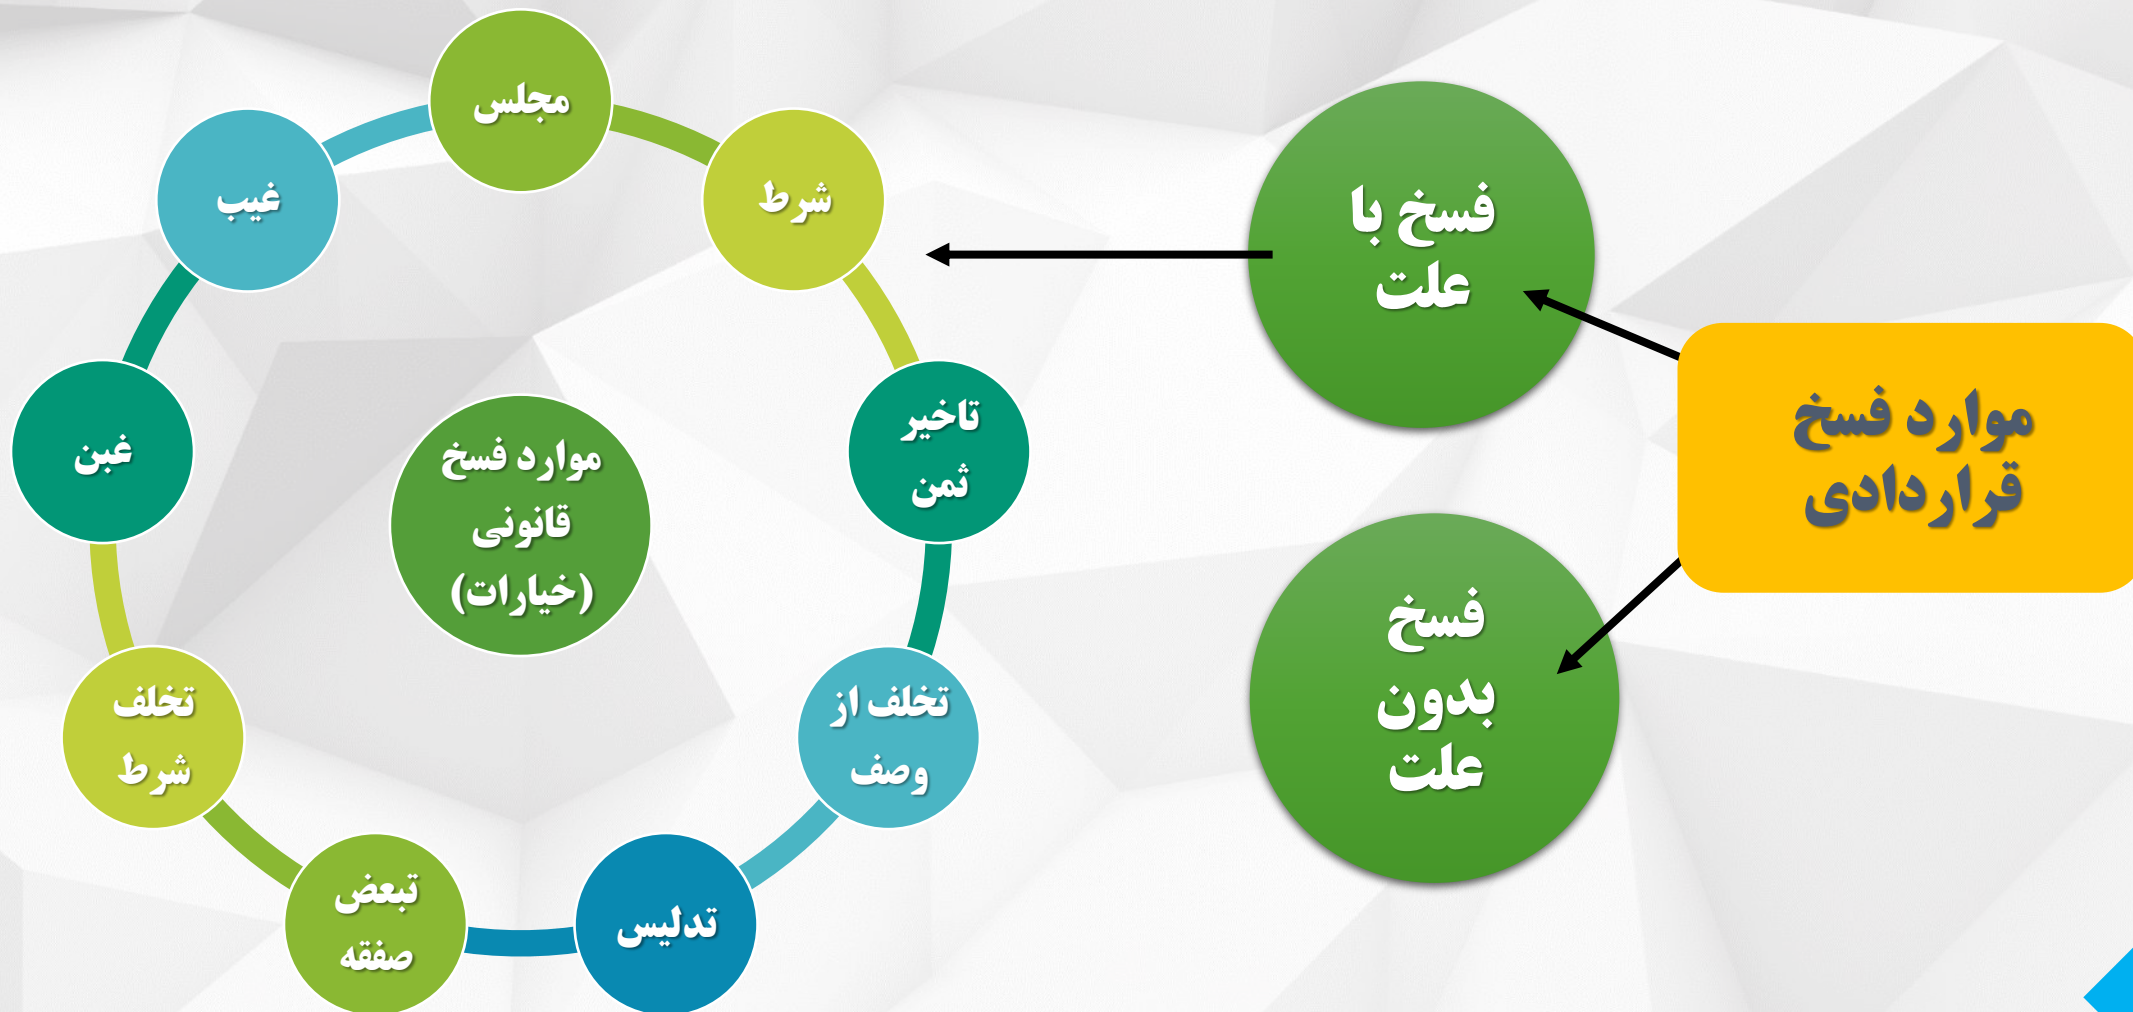 موارد فسخ
قراردادی
فسخ با
علت
فسخ
بدون
علت
موارد فسخ
قانونی
(خیارات)
مجلس
شرط
تاخیر
ثمن
تخلف از
وصف
تدلیس
تبعض
صفقه
تخلف
شرط
غبن
غیب